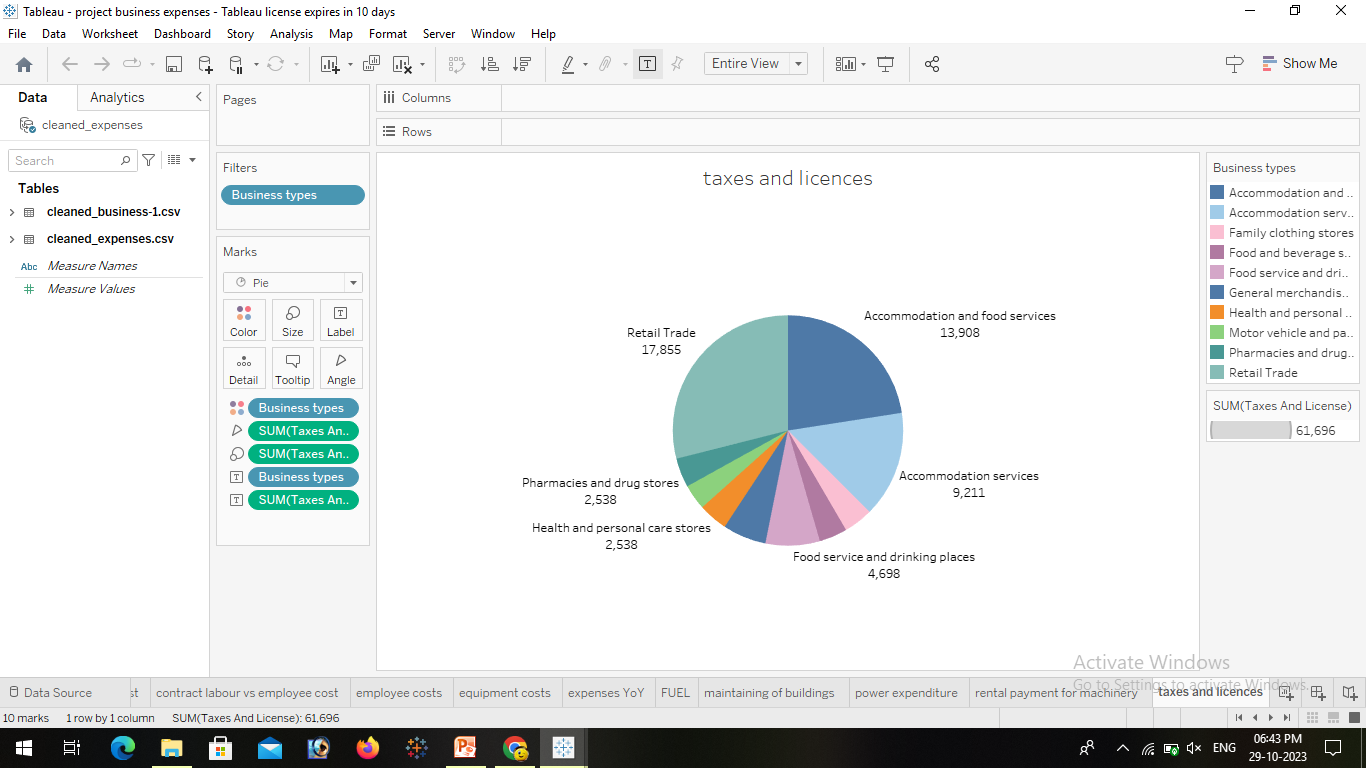 Tableau - project business expenses - Tableau license expires in 10 days
File Data Worksheet Dashboard Story Analysis Map Format Server Window Help
Entire View
Show Me
Data Analytics
cleaned_expenses
Search
Tables
cleaned_business-1.csv
cleaned_expenses.csv
Abc Measure Names
# Measure Values
Pages
Filters
Business types
Marks
Pie
Color Size Label
Detail Tooltip Angle
Business types
SUM(Taxes An..
SUM(Taxes An..
Business types
SUM(Taxes An..
Columns
Rows
taxes and licences
Accommodation and food services
13,908
Retail Trade
17,855
Accommodation services
9,211
Pharmacies and drug stores
2,538
Health and personal care stores
2,538
Food service and drinking places
4,698
Business types
Accommodation and ..
Accommodation serv..
Family clothing stores
Food and beverage s..
Food service and dri..
General merchandis..
Health and personal ..
Motor vehicle and pa..
Pharmacies and drug..
Retail Trade
SUM(Taxes And License)
61,696
Activate Windows
Go to Settings to activate Windows.
Data Source st contract labour vs employee cost employee costs equipment costs expenses YoY FUEL maintaining of buildings power expenditure rental payment for machinery taxes and licences
10 marks 1 row by 1 column SUM(Taxes And License): 61,696
ENG
06:43 PM
29-10-2023